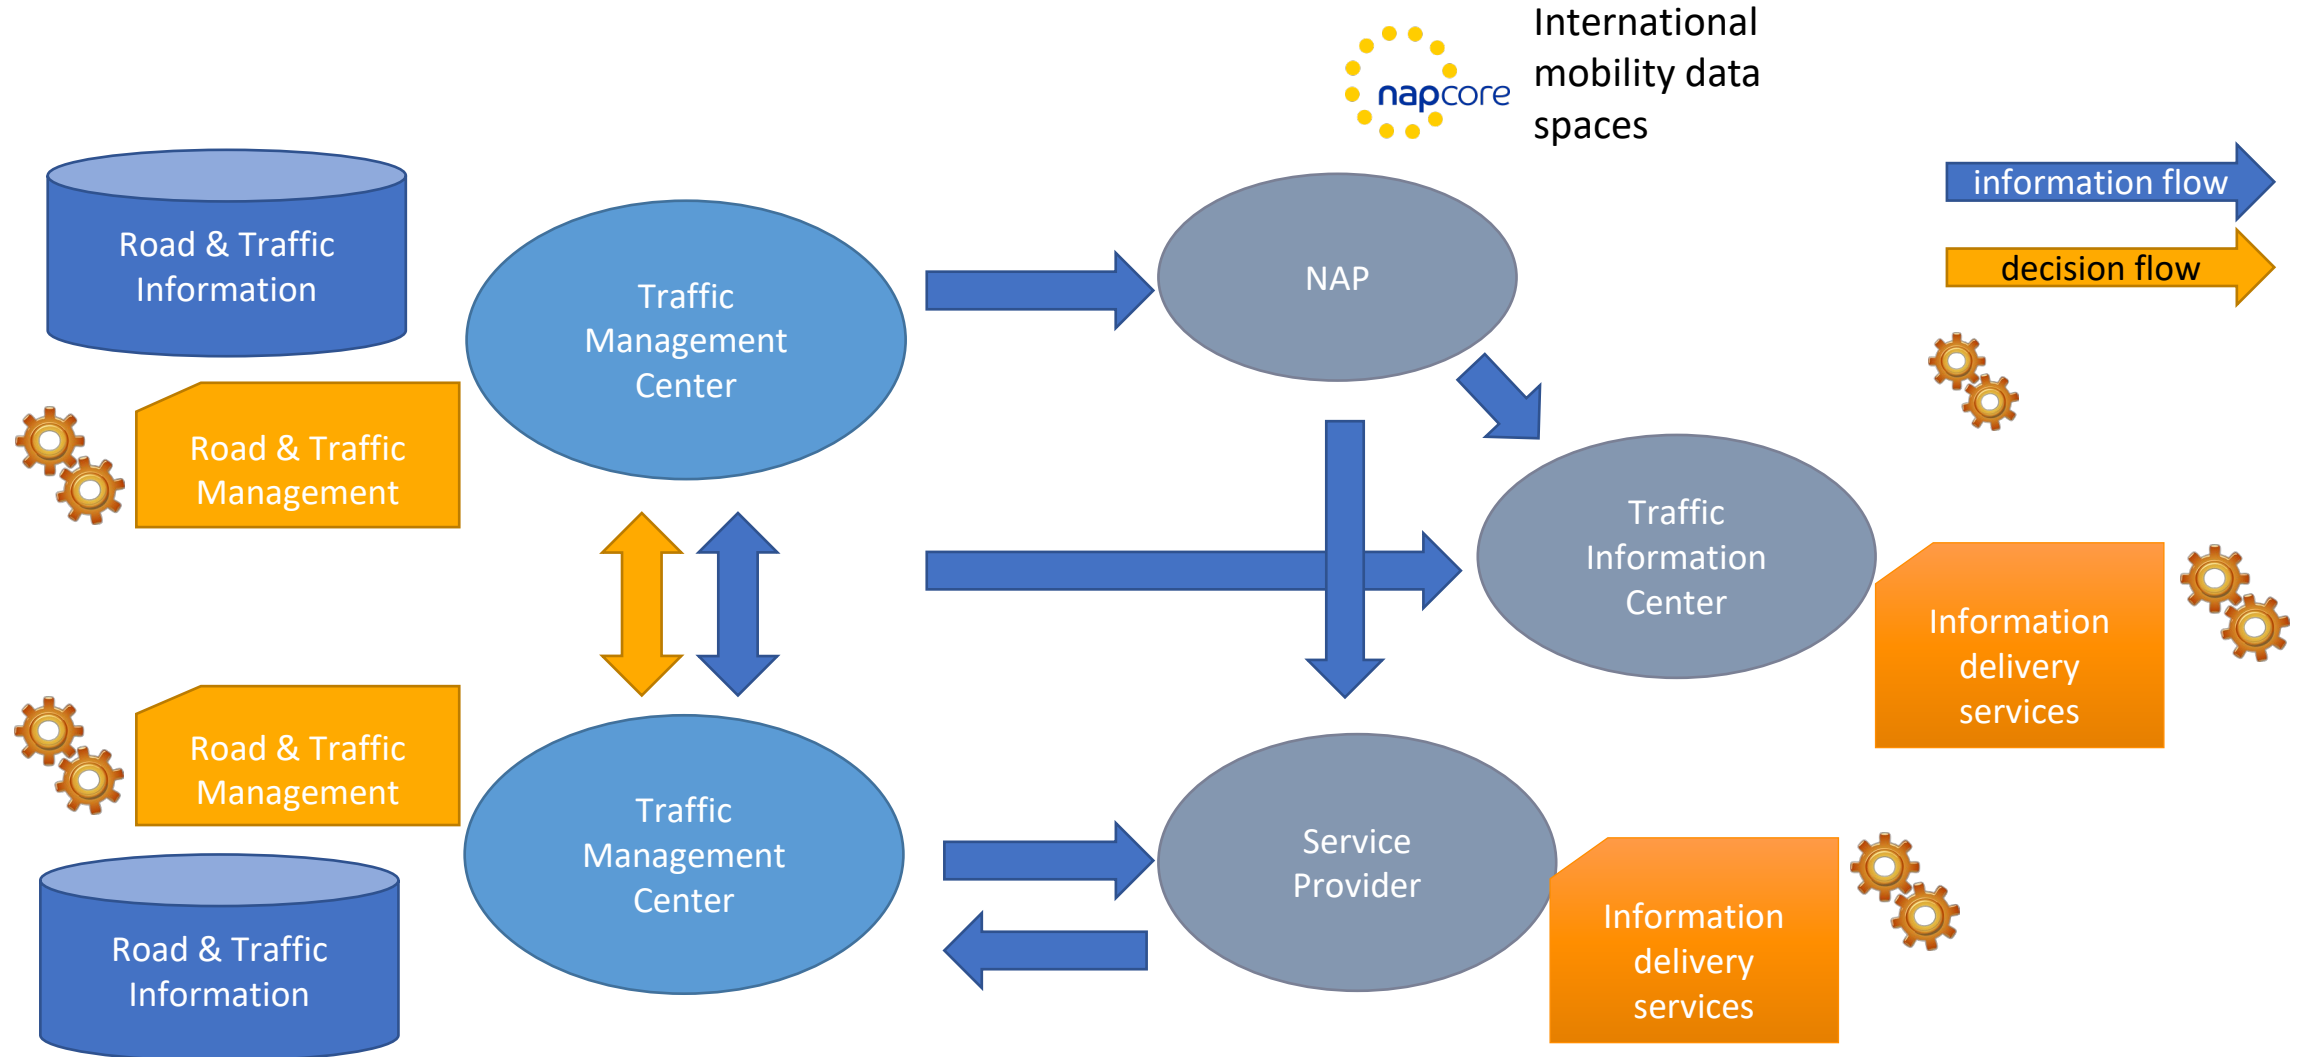 International
mobility data
spaces
napcore
information flow
decision flow
Road & Traffic
Information
Traffic
Management
Center
NAP
Road & Traffic
Management
Traffic
Information
Center
Information
delivery
services
Road & Traffic
Management
Traffic
Management
Center
Service
Provider
Information
delivery
services
Road & Traffic
Information